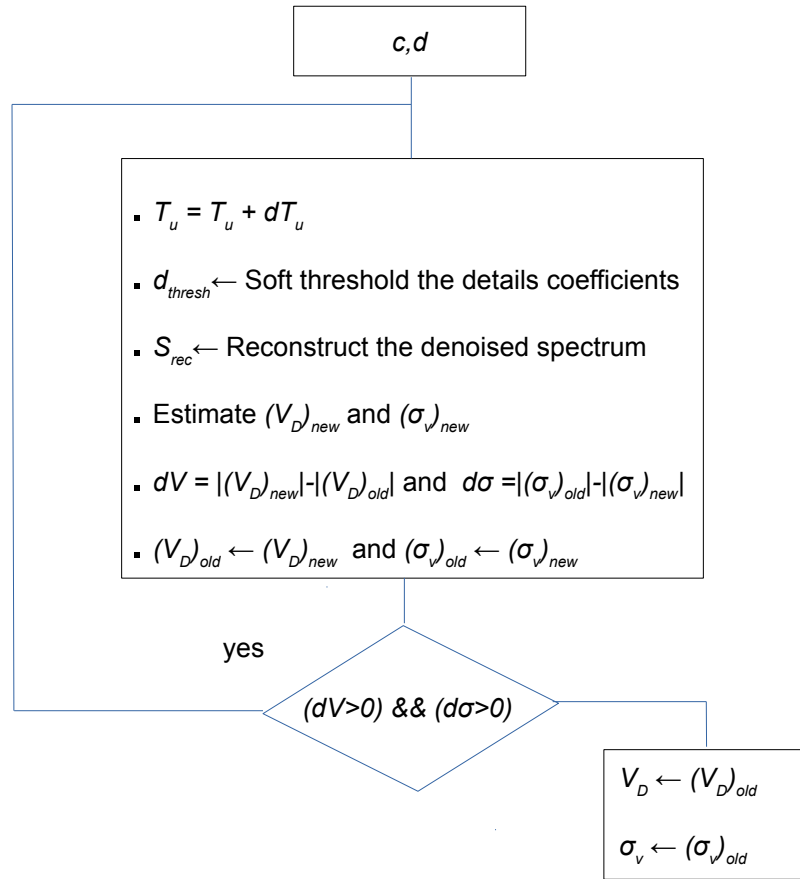 c,d
▪ T_u = T_u + dT_u
▪ d_thresh ← Soft threshold the details coefficients
▪ S_rec ← Reconstruct the denoised spectrum
▪ Estimate (V_D)_new and (σ_v)_new
▪ dV = |(V_D)_new|-|(V_D)_old| and dσ =|(σ_v)_old|-|(σ_v)_new|
▪ (V_D)_old ← (V_D)_new and (σ_v)_old ← (σ_v)_new
yes
(dV>0) && (dσ>0)
V_D ← (V_D)_old
σ_v ← (σ_v)_old